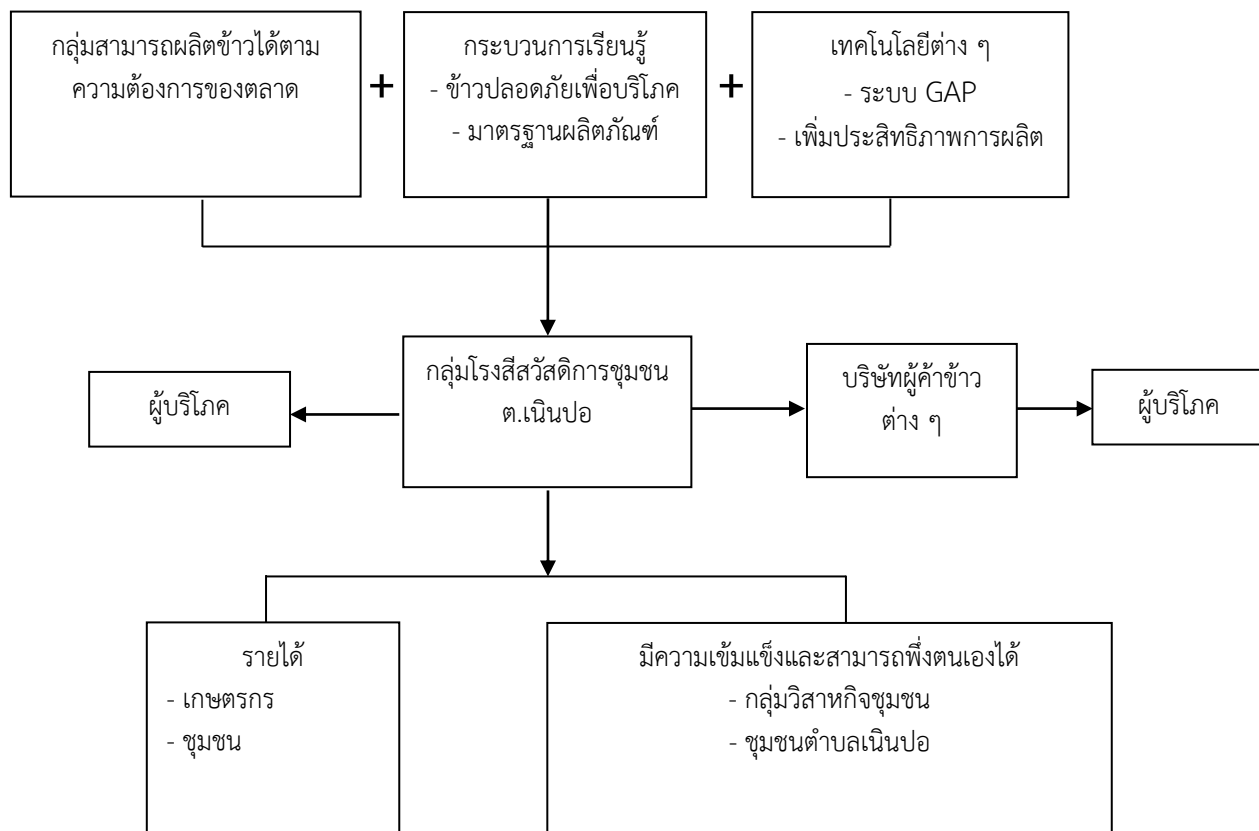 กลุ่มสามารถผลิตข้าวได้ตาม
ความต้องการของตลาด
+
กระบวนการเรียนรู้
- ข้าวปลอดภัยเพื่อบริโภค
- มาตรฐานผลิตภัณฑ์
+
เทคโนโลยีต่าง ๆ
- ระบบ GAP
- เพิ่มประสิทธิภาพการผลิต
ผู้บริโภค
กลุ่มโรงสีสวัสดิการชุมชน
ต.เนินปอ
บริษัทผู้ค้าข้าว
ต่าง ๆ
ผู้บริโภค
รายได้
- เกษตรกร
- ชุมชน
มีความเข้มแข็งและสามารถพึ่งตนเองได้
- กลุ่มวิสาหกิจชุมชน
- ชุมชนตำบลเนินปอ